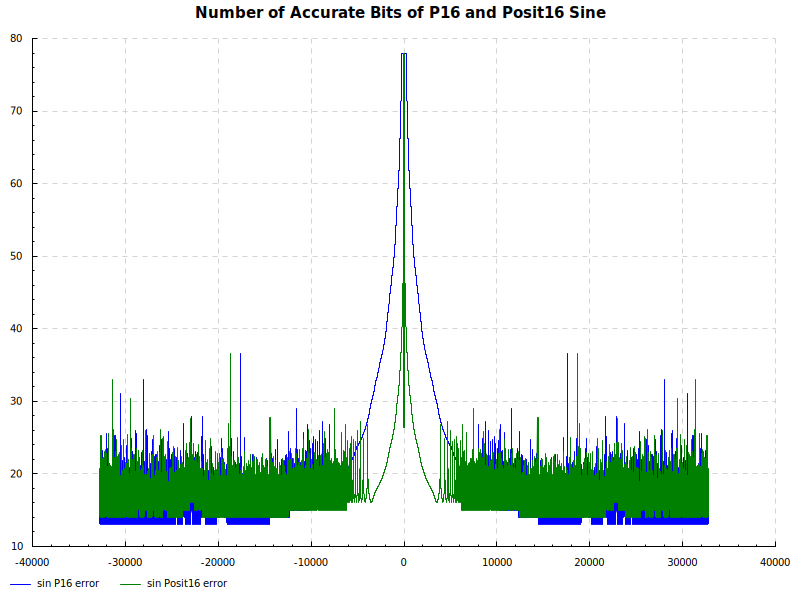 Number of Accurate Bits of P16 and Posit16 Sine
80
70
60
50
40
30
20
10
-40000 -30000 -20000 -10000 0 10000 20000 30000 40000
sin P16 error sin Posit16 error